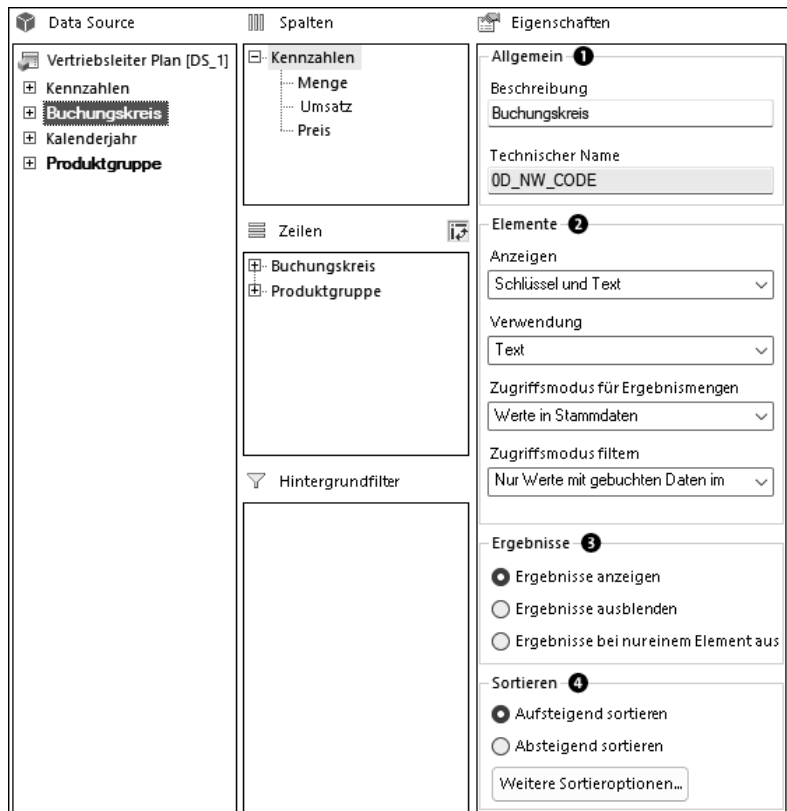 Data Source
Vertriebsleiter Plan [DS_1]
Kennzahlen
Buchungskreis
Kalenderjahr
Produktgruppe
Spalten
Kennzahlen
Menge
Umsatz
Preis
Zeilen
Buchungskreis
Produktgruppe
Hintergrundfilter
Eigenschaften
Allgemein 1
Beschreibung
Buchungskreis
Technischer Name
0D_NW_CODE
Elemente 2
Anzeigen
Schlüssel und Text
Verwendung
Text
Zugriffsmodus für Ergebnismengen
Werte in Stammdaten
Zugriffsmodus filtern
Nur Werte mit gebuchten Daten im
Ergebnisse 3
Ergebnisse anzeigen
Ergebnisse ausblenden
Ergebnisse bei nur einem Element aus
Sortieren 4
Aufsteigend sortieren
Absteigend sortieren
Weitere Sortieroptionen...